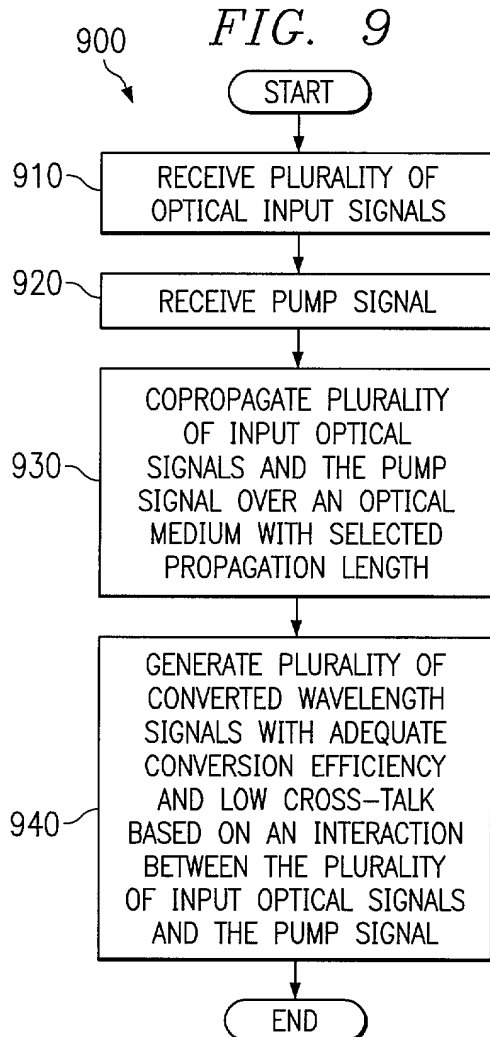 FIG. 9
900
START
910
RECEIVE PLURALITY OF
OPTICAL INPUT SIGNALS
920
RECEIVE PUMP SIGNAL
930
COPROPAGATE PLURALITY
OF INPUT OPTICAL
SIGNALS AND THE PUMP
SIGNAL OVER AN OPTICAL
MEDIUM WITH SELECTED
PROPAGATION LENGTH
940
GENERATE PLURALITY OF
CONVERTED WAVELENGTH
SIGNALS WITH ADEQUATE
CONVERSION EFFICIENCY
AND LOW CROSS-TALK
BASED ON AN INTERACTION
BETWEEN THE PLURALITY
OF INPUT OPTICAL SIGNALS
AND THE PUMP SIGNAL
END